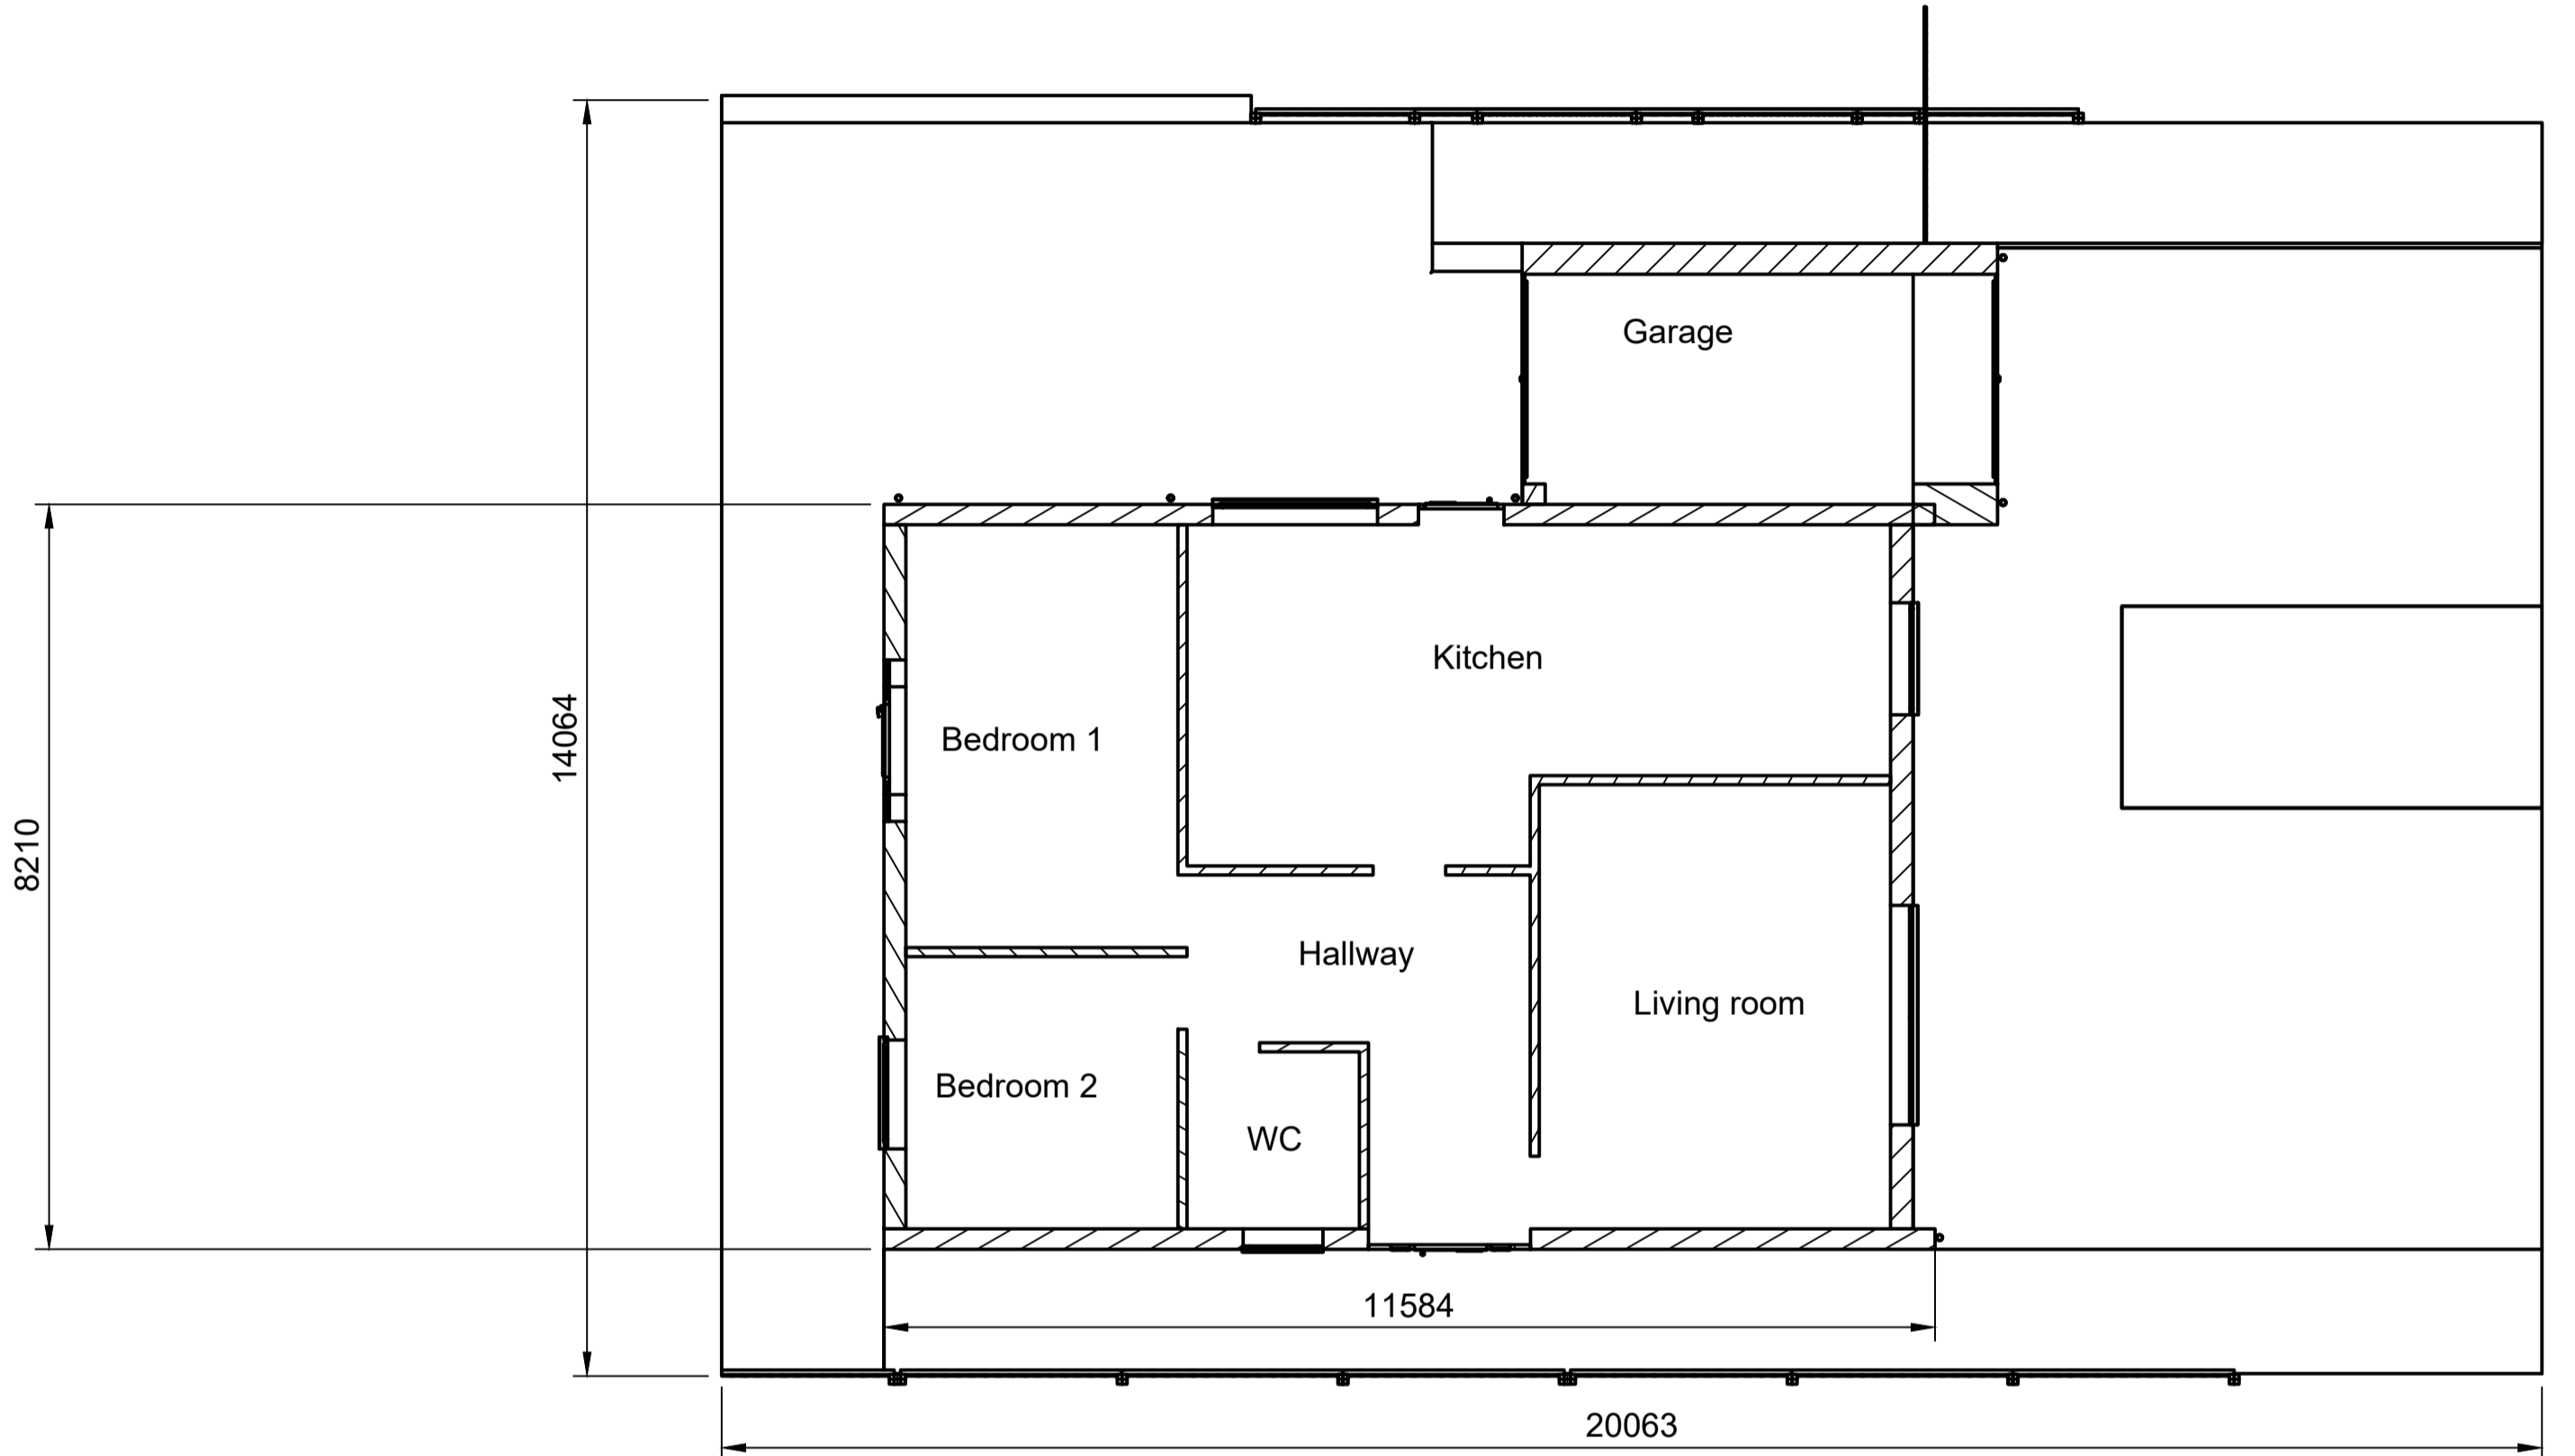 Garage
Kitchen
Bedroom 1
14064
8210
Hallway
Living room
Bedroom 2
WC
11584
20063